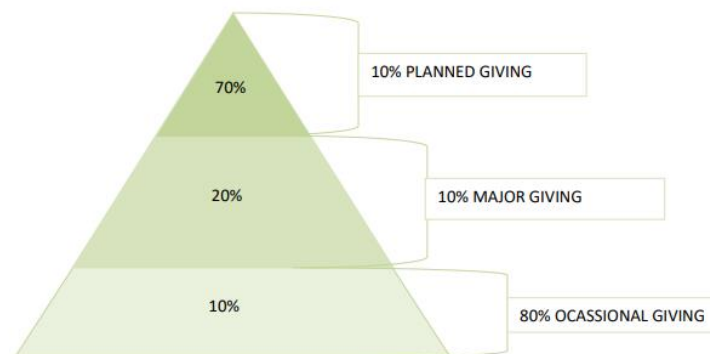 70%
10% PLANNED GIVING
20%
10% MAJOR GIVING
10%
80% OCASSIONAL GIVING